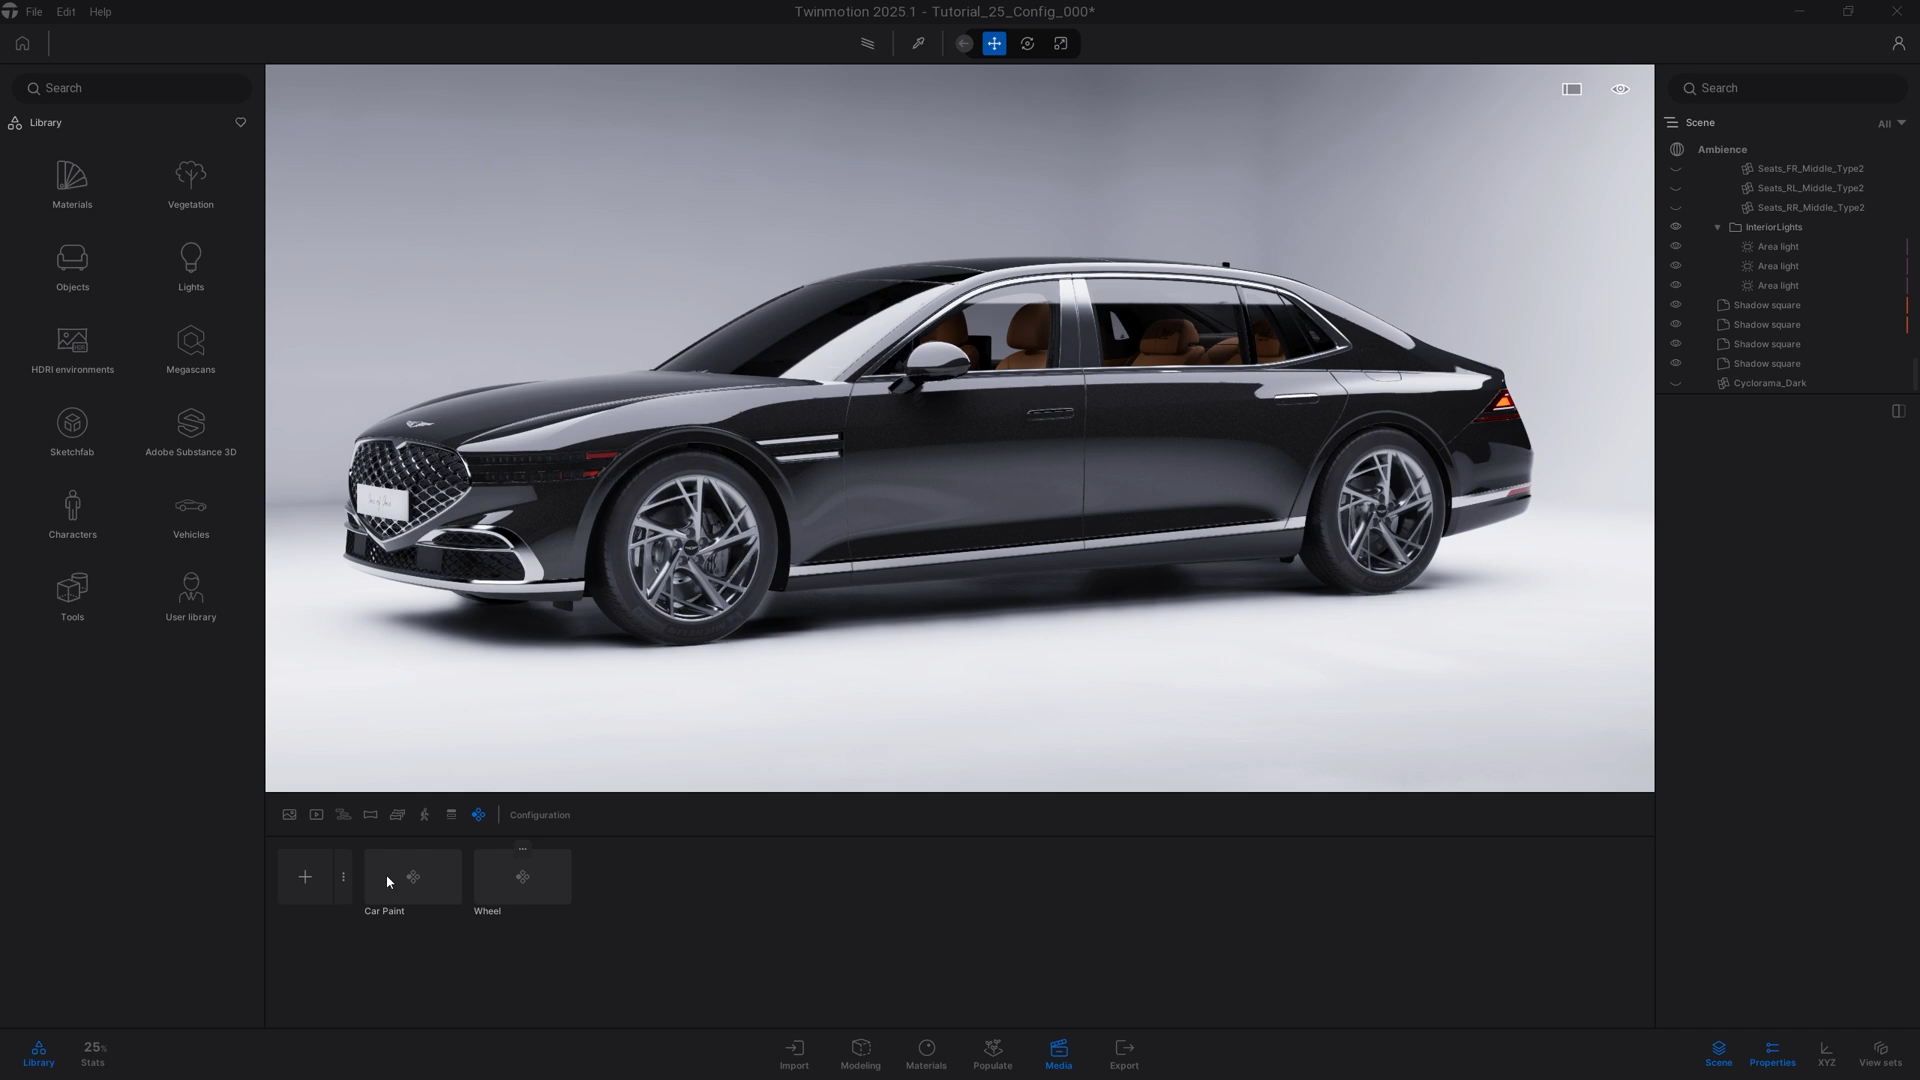 File Edit Help
Twinmotion 2025.1 - Tutorial_25_Config_000*
Search
Library
Materials
Vegetation
Objects
Lights
HDRI environments
Megascans
Sketchfab
Adobe Substance 3D
Characters
Vehicles
Tools
User library
Search
Scene
All
Ambience
Seats_FR_Middle_Type2
Seats_RL_Middle_Type2
Seats_RR_Middle_Type2
InteriorLights
Area light
Area light
Area light
Shadow square
Shadow square
Shadow square
Shadow square
Cyclorama_Dark
Configuration
Car Paint
Wheel
Library
25%
Stats
Import
Modeling
Materials
Populate
Media
Export
Scene
Properties
XYZ
View sets